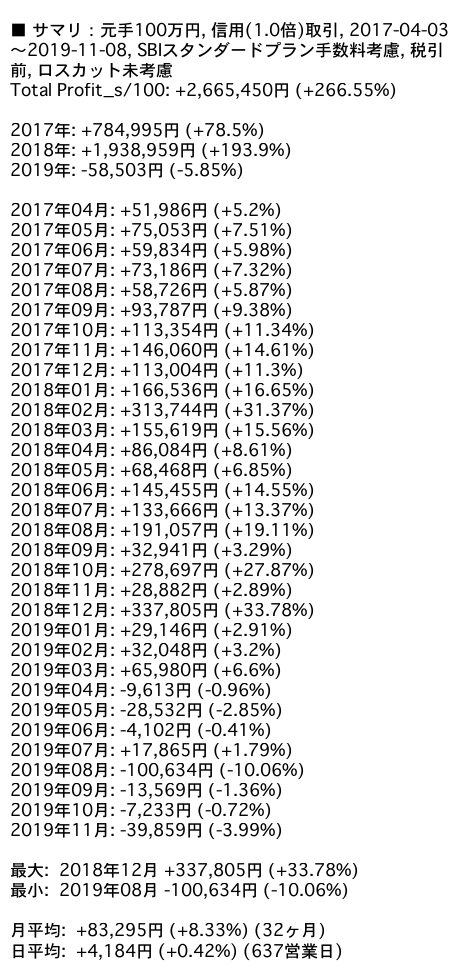 ■ サマリ：元手100万円, 信用(1.0倍)取引, 2017-04-03
～2019-11-08, SBIスタンダードプラン手数料考慮, 税引
前, ロスカット未考慮
Total Profit_s/100: +2,665,450円 (+266.55%)
2017年: +784,995円 (+78.5%)
2018年: +1,938,959円 (+193.9%)
2019年: -58,503円 (-5.85%)
2017年04月: +51,986円 (+5.2%)
2017年05月: +75,053円 (+7.51%)
2017年06月: +59,834円 (+5.98%)
2017年07月: +73,186円 (+7.32%)
2017年08月: +58,726円 (+5.87%)
2017年09月: +93,787円 (+9.38%)
2017年10月: +113,354円 (+11.34%)
2017年11月: +146,060円 (+14.61%)
2017年12月: +113,004円 (+11.3%)
2018年01月: +166,536円 (+16.65%)
2018年02月: +313,744円 (+31.37%)
2018年03月: +155,619円 (+15.56%)
2018年04月: +86,084円 (+8.61%)
2018年05月: +68,468円 (+6.85%)
2018年06月: +145,455円 (+14.55%)
2018年07月: +133,666円 (+13.37%)
2018年08月: +191,057円 (+19.11%)
2018年09月: +32,941円 (+3.29%)
2018年10月: +278,697円 (+27.87%)
2018年11月: +28,882円 (+2.89%)
2018年12月: +337,805円 (+33.78%)
2019年01月: +29,146円 (+2.91%)
2019年02月: +32,048円 (+3.2%)
2019年03月: +65,980円 (+6.6%)
2019年04月: -9,613円 (-0.96%)
2019年05月: -28,532円 (-2.85%)
2019年06月: -4,102円 (-0.41%)
2019年07月: +17,865円 (+1.79%)
2019年08月: -100,634円 (-10.06%)
2019年09月: -13,569円 (-1.36%)
2019年10月: -7,233円 (-0.72%)
2019年11月: -39,859円 (-3.99%)
最大: 2018年12月 +337,805円 (+33.78%)
最小: 2019年08月 -100,634円 (-10.06%)
月平均: +83,295円 (+8.33%) (32ヶ月)
日平均: +4,184円 (+0.42%) (637営業日)